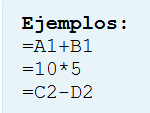 Ejemplos:
=A1+B1
=10*5
=C2-D2